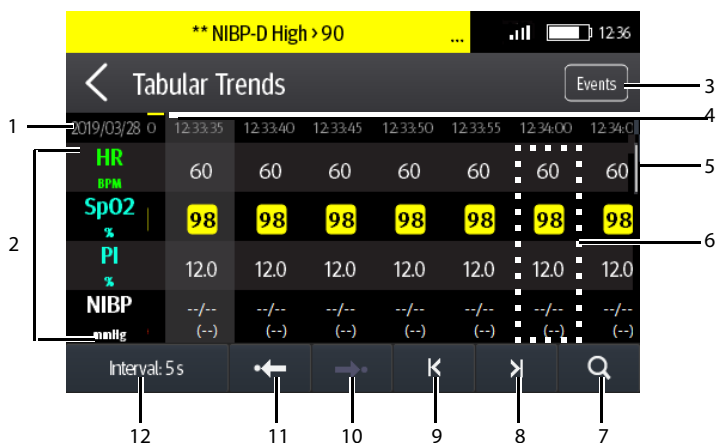 ** NIBP-D High > 90 ... 12:36
Tabular Trends Events 3
4
1 2019/03/28 0 12:33:35 12:33:40 12:33:45 12:33:50 12:33:55 12:34:00 12:34:0
HR 60 60 60 60 60 60 60 5
BPM
SpO2 98 98 98 98 98 98 98
%
2 6
PI 12.0 12.0 12.0 12.0 12.0 12.0 12.0
%
NIBP --/-- --/-- --/-- --/-- --/-- --/-- --/--
mmHg (--) (--) (--) (--) (--) (--) (--)
Interval: 5 s
12 11 10 9 8 7